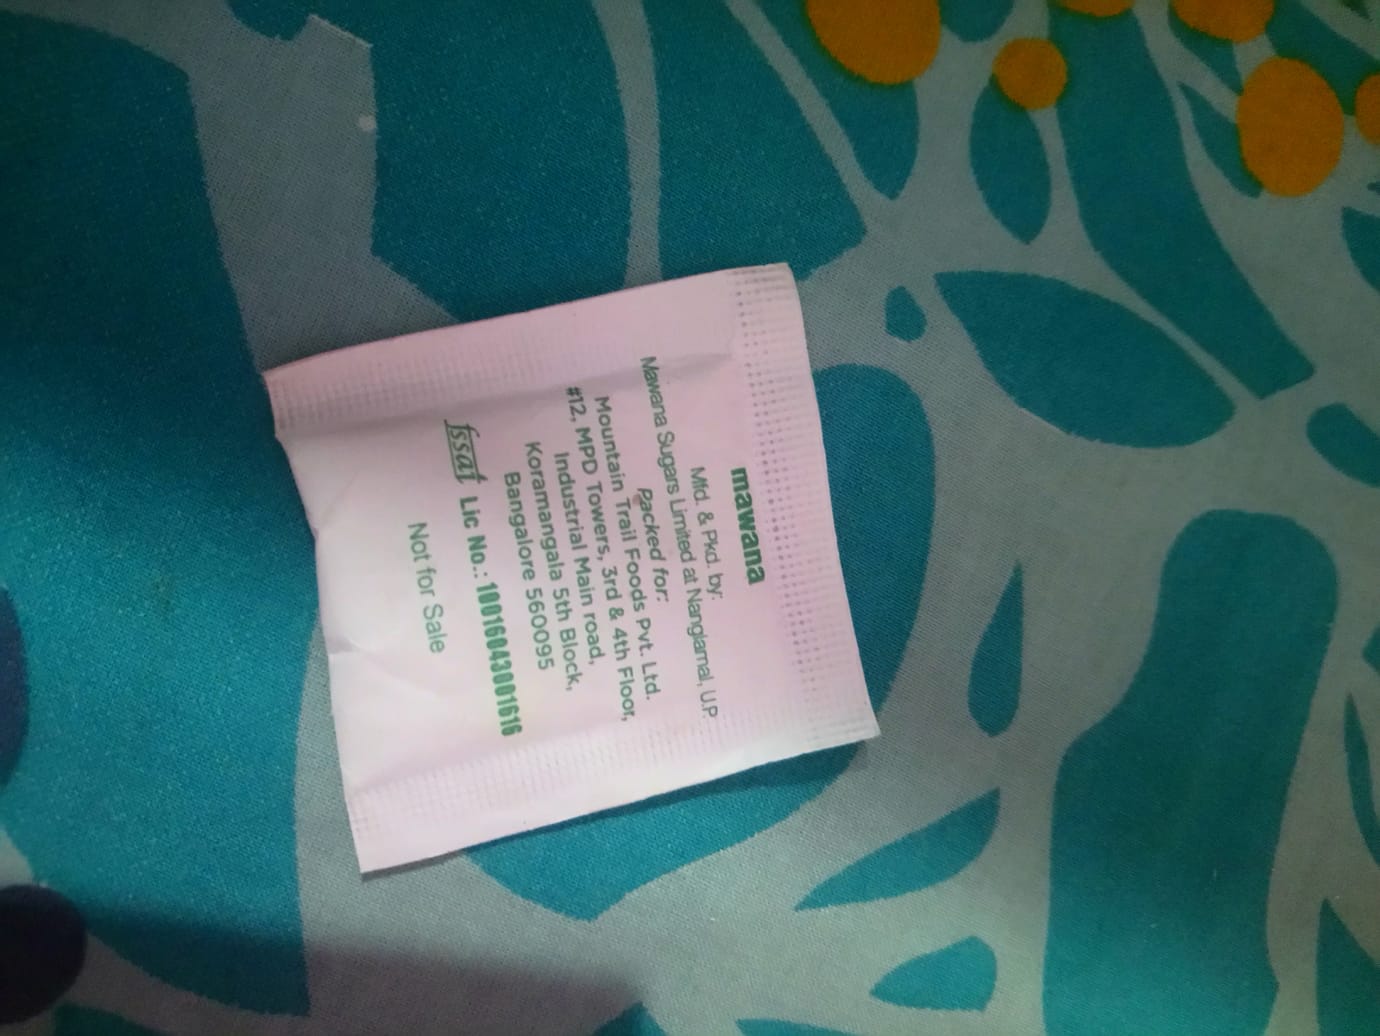 mawana
Mfd. & Pkd. by:
Mawana Sugars Limited at Nanglamal, U.P.
Packed for:
Mountain Trail Foods Pvt. Ltd.
#12, MPD Towers, 3rd & 4th Floor,
Industrial Main road,
Koramangala 5th Block,
Bangalore 560095
fssai Lic No.: 10016043001616
Not for Sale